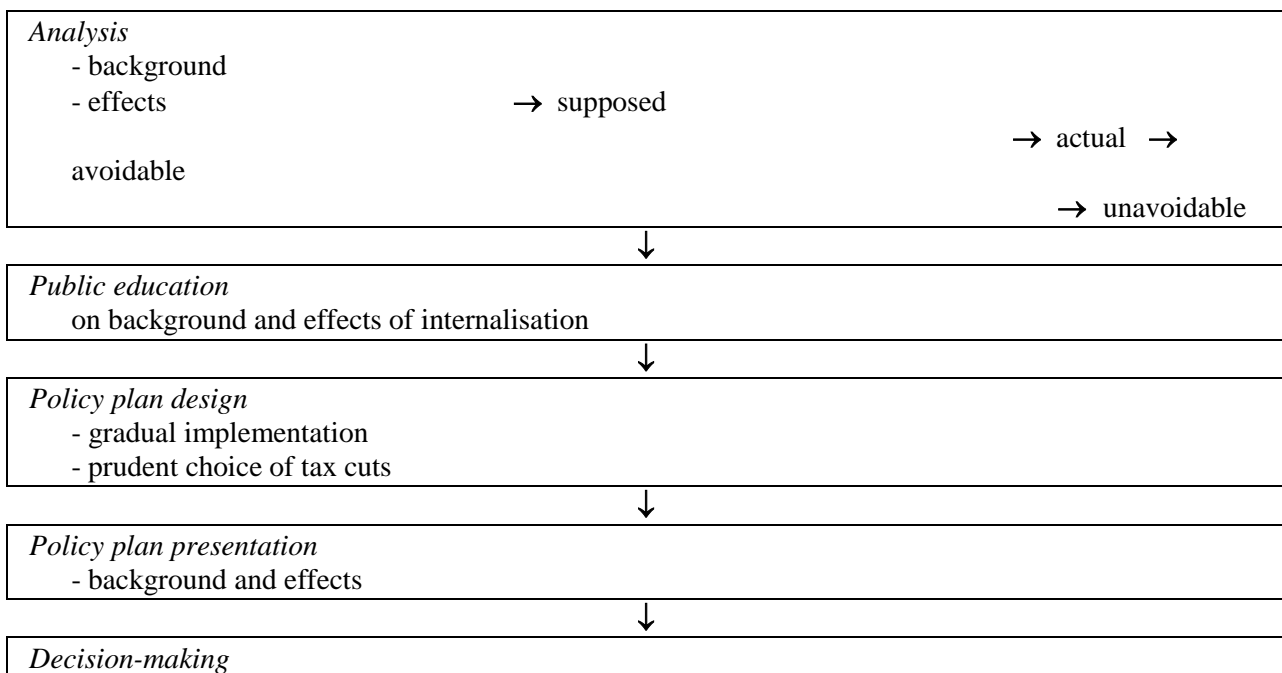 Analysis
- background
- effects → supposed
→ actual →
avoidable
→ unavoidable
↓
Public education
on background and effects of internalisation
↓
Policy plan design
- gradual implementation
- prudent choice of tax cuts
↓
Policy plan presentation
- background and effects
↓
Decision-making